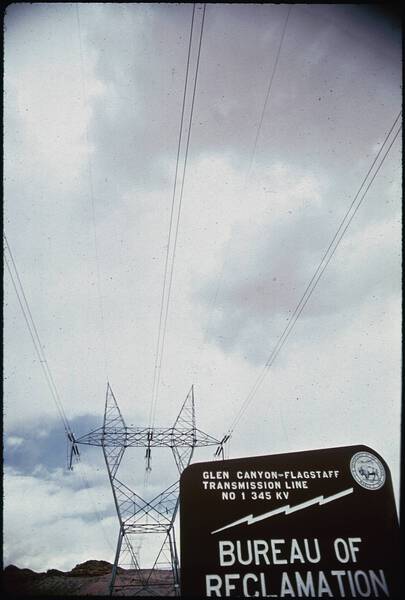 GLEN CANYON-FLAGSTAFF
TRANSMISSION LINE
NO 1 345 KV
BUREAU OF
RECLAMATION